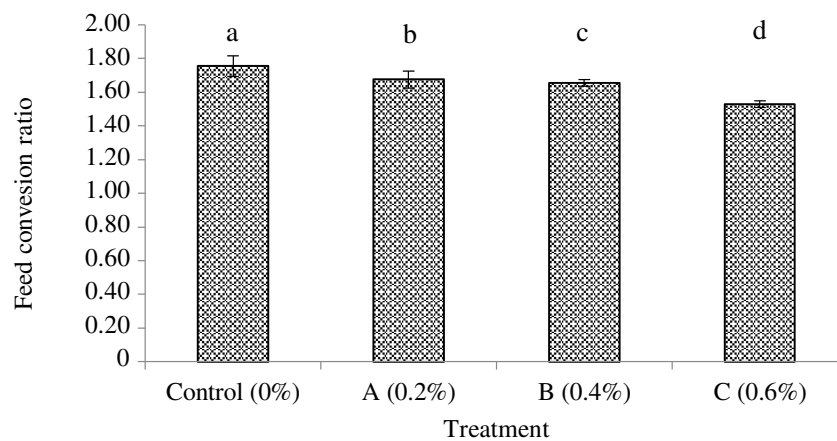 2.00
1.80
1.60
1.40
1.20
1.00
0.80
0.60
0.40
0.20
0
Feed convesion ratio
a b c d
Control (0%) A (0.2%) B (0.4%) C (0.6%)
Treatment